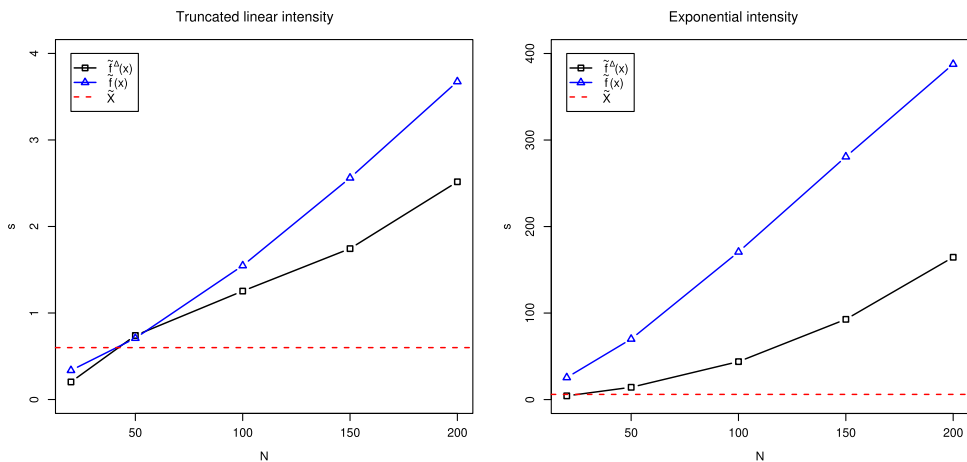 Truncated linear intensity
f̃^Δ(x)
f̃(x)
X̃
s
0
1
2
3
4
50
100
150
200
N
Exponential intensity
f̃^Δ(x)
f̃(x)
X̃
s
0
100
200
300
400
50
100
150
200
N